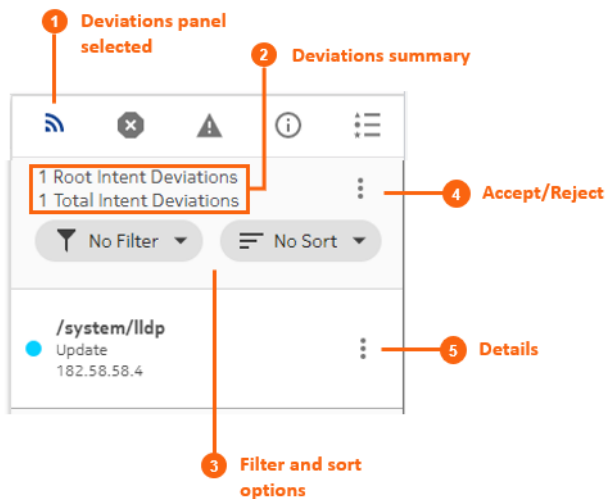 1 Deviations panel
selected
2 Deviations summary
1 Root Intent Deviations
1 Total Intent Deviations
4 Accept/Reject
No Filter
No Sort
/system/lldp
Update
182.58.58.4
5 Details
3 Filter and sort
options